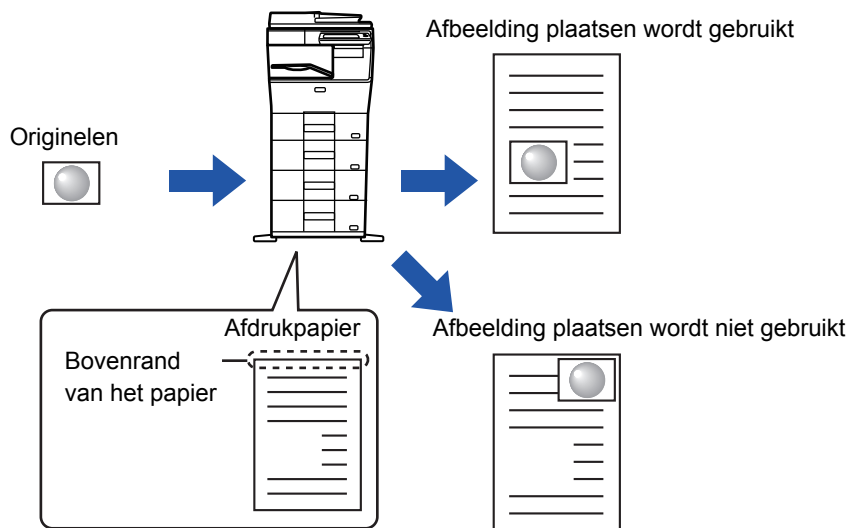 Afbeelding plaatsen wordt gebruikt
Originelen
Afdrukpapier
Bovenrand
van het papier
Afbeelding plaatsen wordt niet gebruikt